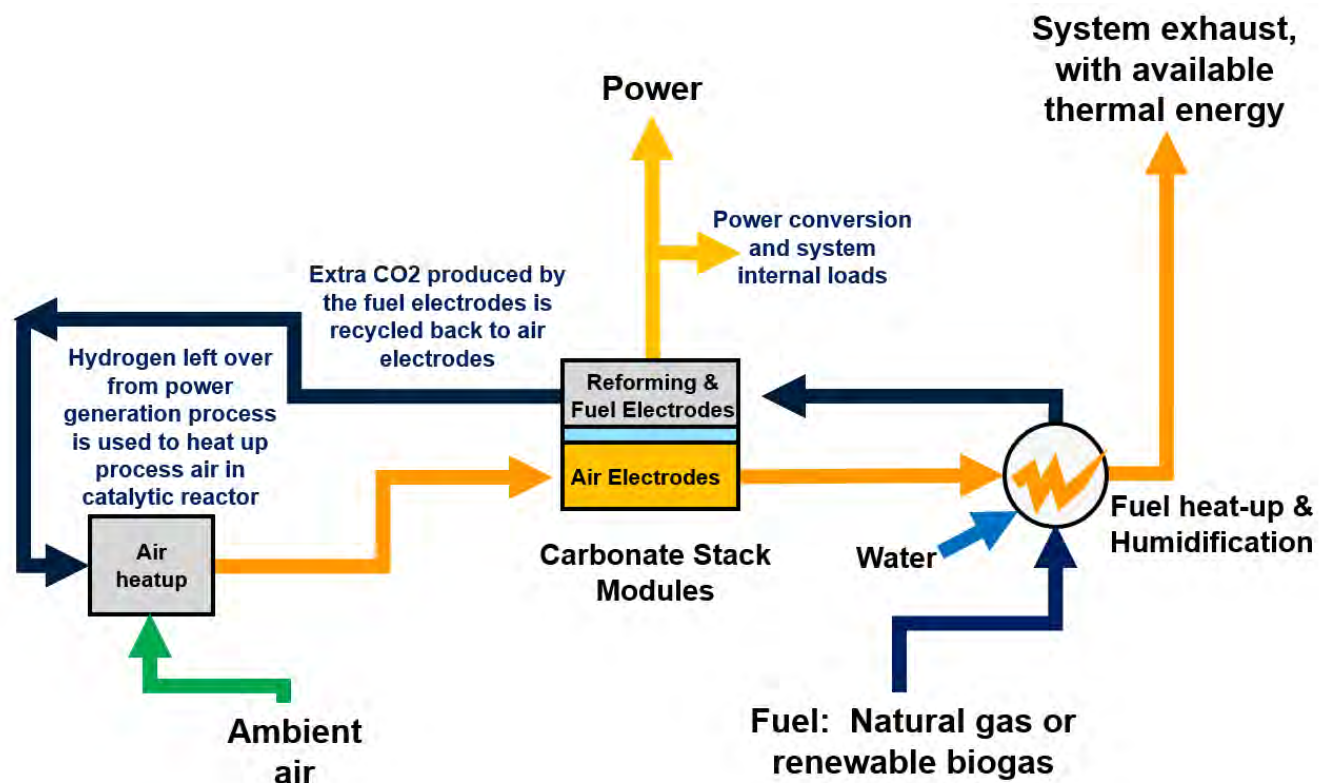 System exhaust,
with available
thermal energy
Power
Power conversion
and system
internal loads
Extra CO2 produced by
the fuel electrodes is
recycled back to air
electrodes
Hydrogen left over
from power
generation process
is used to heat up
process air in
catalytic reactor
Reforming &
Fuel Electrodes
Air Electrodes
Carbonate Stack
Modules
Air
heatup
Water
Fuel heat-up &
Humidification
Ambient
air
Fuel: Natural gas or
renewable biogas